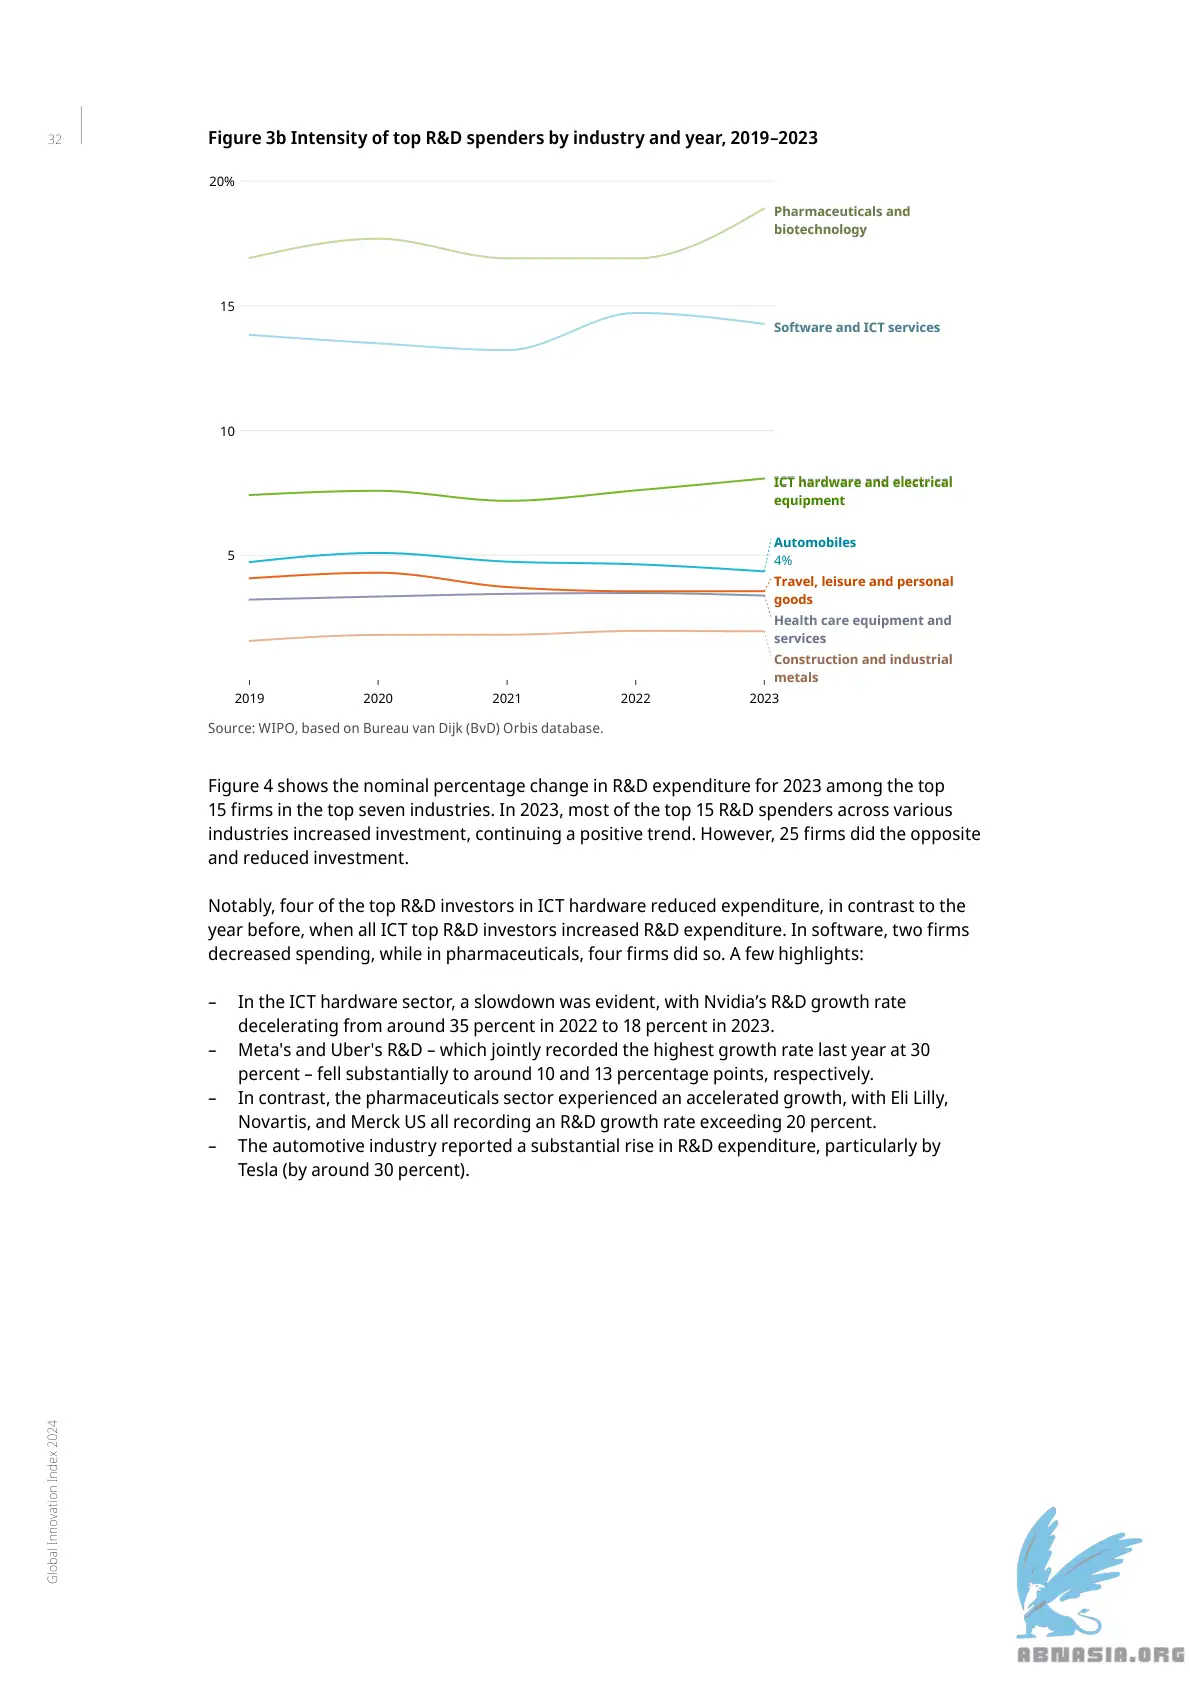 32
Figure 3b Intensity of top R&D spenders by industry and year, 2019–2023
20%
Pharmaceuticals and
biotechnology
15
Software and ICT services
10
ICT hardware and electrical
equipment
Automobiles
5
4%
Travel, leisure and personal
goods
Health care equipment and
services
Construction and industrial
metals
2019 2020 2021 2022 2023
Source: WIPO, based on Bureau van Dijk (BvD) Orbis database.
Figure 4 shows the nominal percentage change in R&D expenditure for 2023 among the top
15 firms in the top seven industries. In 2023, most of the top 15 R&D spenders across various
industries increased investment, continuing a positive trend. However, 25 firms did the opposite
and reduced investment.
Notably, four of the top R&D investors in ICT hardware reduced expenditure, in contrast to the
year before, when all ICT top R&D investors increased R&D expenditure. In software, two firms
decreased spending, while in pharmaceuticals, four firms did so. A few highlights:
– In the ICT hardware sector, a slowdown was evident, with Nvidia’s R&D growth rate
decelerating from around 35 percent in 2022 to 18 percent in 2023.
– Meta's and Uber's R&D – which jointly recorded the highest growth rate last year at 30
percent – fell substantially to around 10 and 13 percentage points, respectively.
– In contrast, the pharmaceuticals sector experienced an accelerated growth, with Eli Lilly,
Novartis, and Merck US all recording an R&D growth rate exceeding 20 percent.
– The automotive industry reported a substantial rise in R&D expenditure, particularly by
Tesla (by around 30 percent).
Global Innovation Index 2024
ABNASIA.ORG